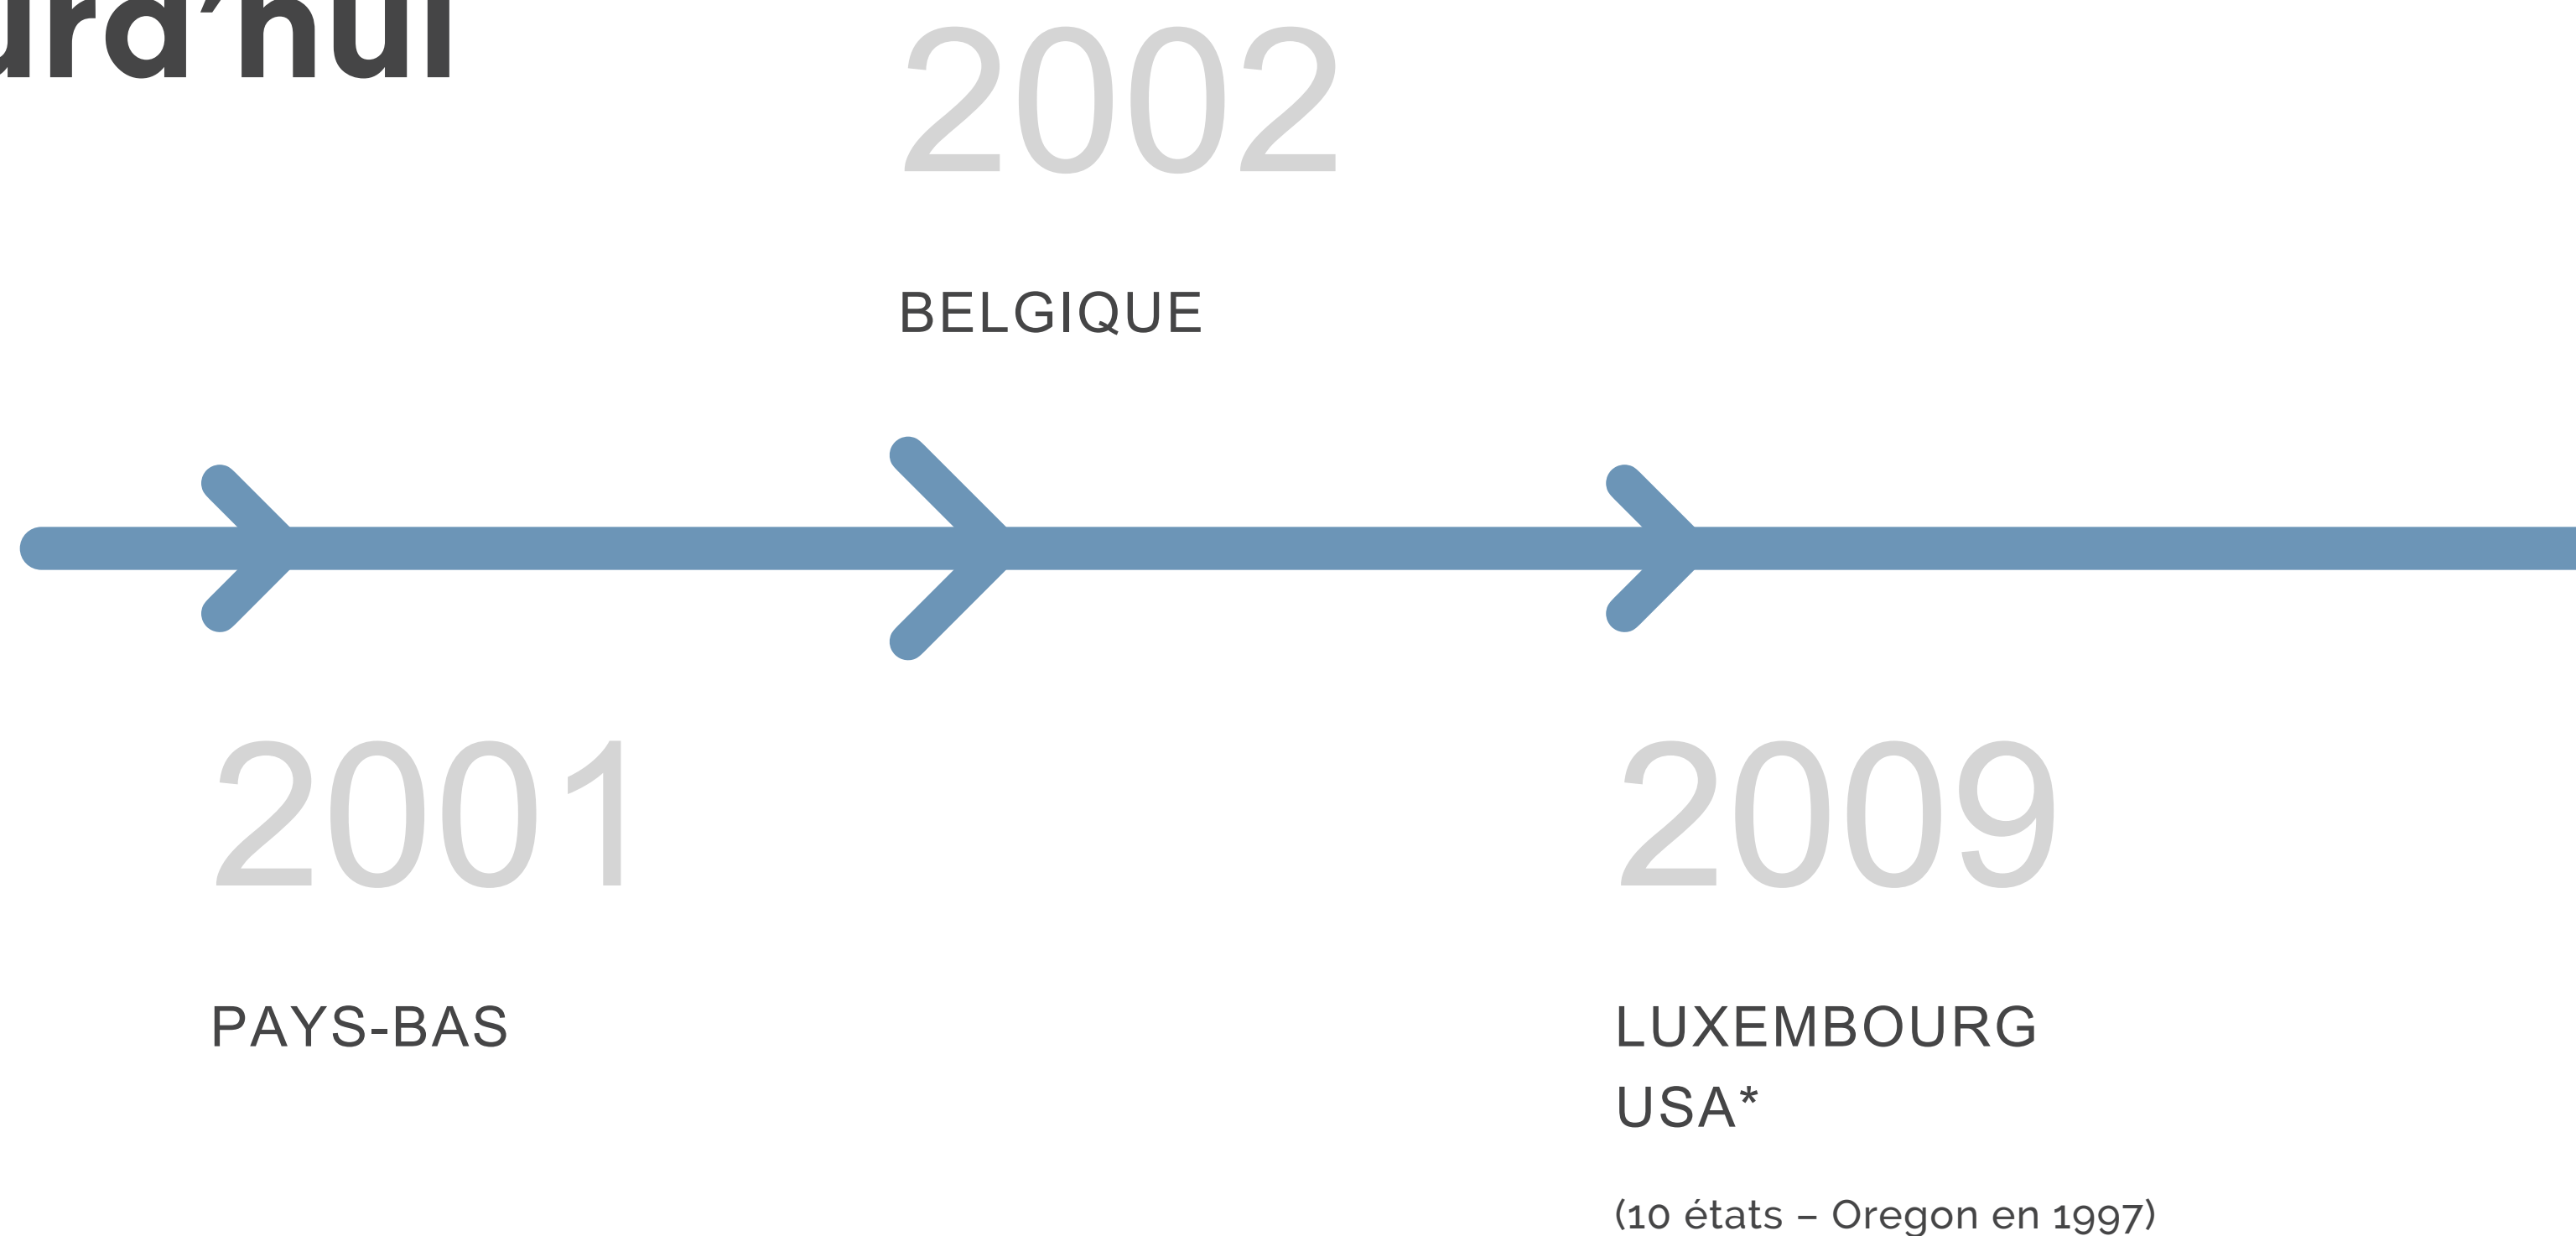 2002
BELGIQUE
2001
PAYS-BAS
2009
LUXEMBOURG
USA*
(10 états – Oregon en 1997)